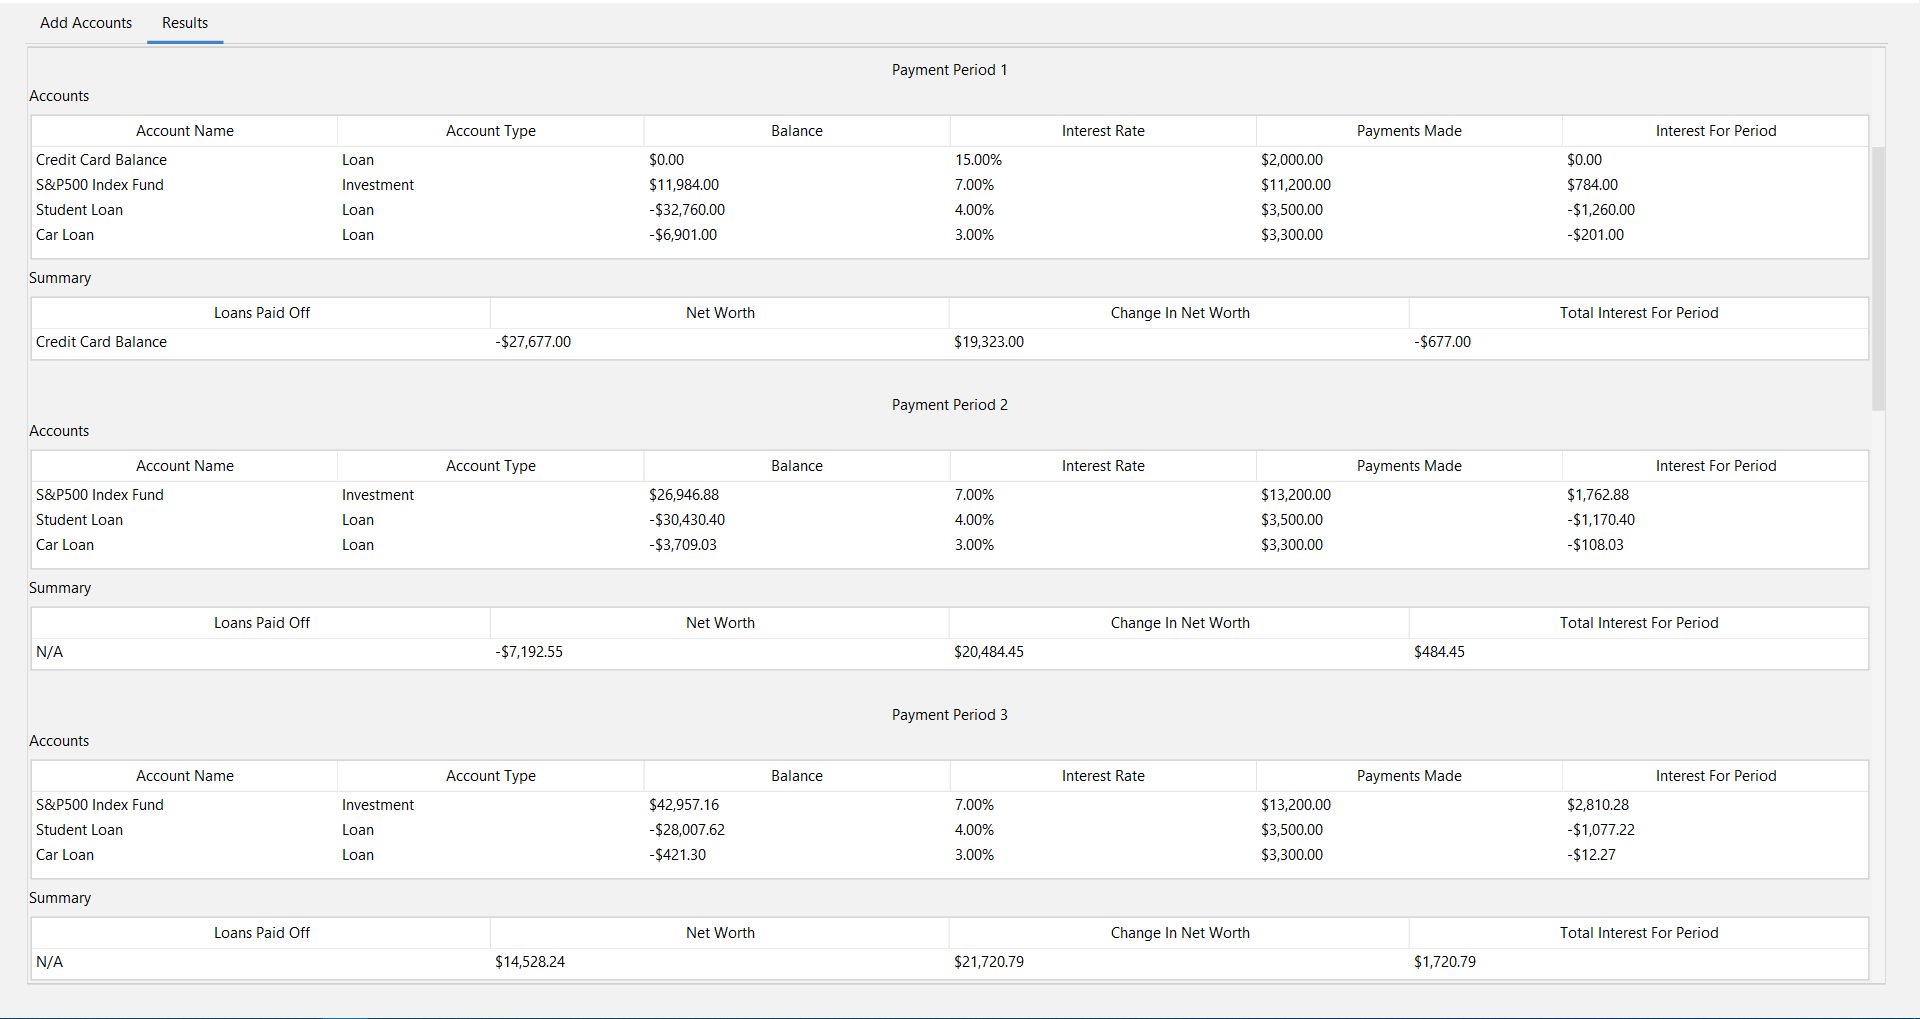 Add Accounts Results
Payment Period 1
Accounts
Account Name Account Type Balance Interest Rate Payments Made Interest For Period
Credit Card Balance Loan $0.00 15.00% $2,000.00 $0.00
S&P500 Index Fund Investment $11,984.00 7.00% $11,200.00 $784.00
Student Loan Loan -$32,760.00 4.00% $3,500.00 -$1,260.00
Car Loan Loan -$6,901.00 3.00% $3,300.00 -$201.00
Summary
Loans Paid Off Net Worth Change In Net Worth Total Interest For Period
Credit Card Balance -$27,677.00 $19,323.00 -$677.00
Payment Period 2
Accounts
Account Name Account Type Balance Interest Rate Payments Made Interest For Period
S&P500 Index Fund Investment $26,946.88 7.00% $13,200.00 $1,762.88
Student Loan Loan -$30,430.40 4.00% $3,500.00 -$1,170.40
Car Loan Loan -$3,709.03 3.00% $3,300.00 -$108.03
Summary
Loans Paid Off Net Worth Change In Net Worth Total Interest For Period
N/A -$7,192.55 $20,484.45 $484.45
Payment Period 3
Accounts
Account Name Account Type Balance Interest Rate Payments Made Interest For Period
S&P500 Index Fund Investment $42,957.16 7.00% $13,200.00 $2,810.28
Student Loan Loan -$28,007.62 4.00% $3,500.00 -$1,077.22
Car Loan Loan -$421.30 3.00% $3,300.00 -$12.27
Summary
Loans Paid Off Net Worth Change In Net Worth Total Interest For Period
N/A $14,528.24 $21,720.79 $1,720.79